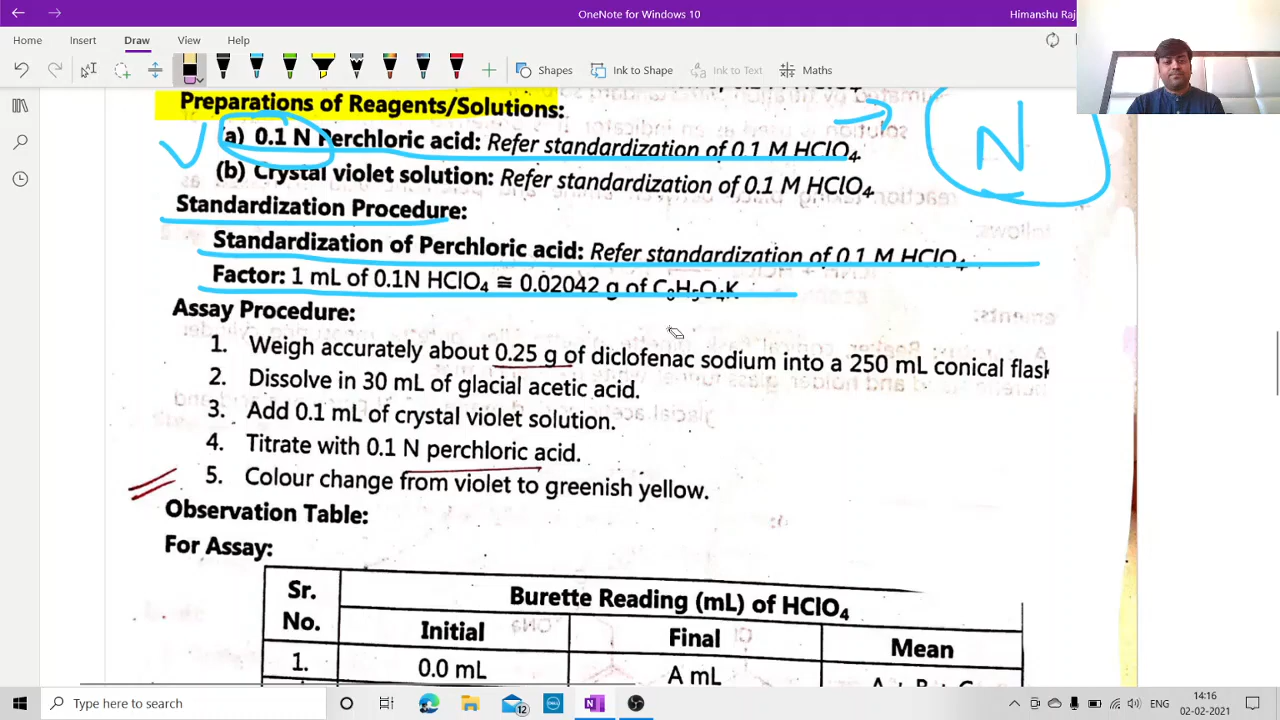 OneNote for Windows 10
Himanshu Raj
Home Insert Draw View Help
Shapes Ink to Shape Ink to Text Maths
Preparations of Reagents/Solutions:
(a) 0.1 N Perchloric acid: Refer standardization of 0.1 M HClO₄.
N
(b) Crystal violet solution: Refer standardization of 0.1 M HClO₄
Standardization Procedure:
Standardization of Perchloric acid: Refer standardization of 0.1 M HClO₄
Factor: 1 mL of 0.1N HClO₄ ≅ 0.02042 g of C₈H₅O₄K
Assay Procedure:
1. Weigh accurately about 0.25 g of diclofenac sodium into a 250 mL conical flask
2. Dissolve in 30 mL of glacial acetic acid.
3. Add 0.1 mL of crystal violet solution.
4. Titrate with 0.1 N perchloric acid.
5. Colour change from violet to greenish yellow.
Observation Table:
For Assay:
Sr. No. Burette Reading (mL) of HClO₄
Initial Final Mean
1. 0.0 mL A mL A + B + C
Type here to search
12
DELL
ENG
14:16
02-02-2021